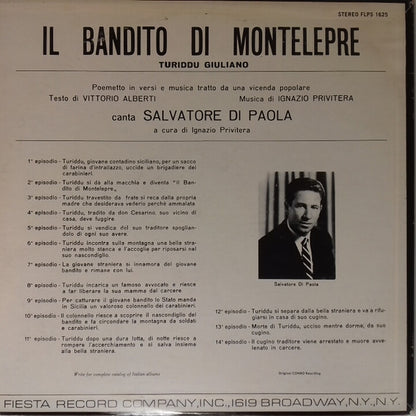 STEREO FLPS 1625
IL BANDITO DI MONTELEPRE
TURIDDU GIULIANO
Poemetto in versi e musica tratto da una vicenda popolare
Testo di VITTORIO ALBERTI Musica di IGNAZIO PRIVITERA
canta SALVATORE DI PAOLA
a cura di Ignazio Privitera
1° episodio - Turiddu, giovane contadino siciliano, per un sacco
di farina d'intrallazzo, uccide un brigadiere dei
carabinieri.
2° episodio - Turiddu si dà alla macchia e diventa "Il Ban-
dito di Montelepre„
3° episodio - Turiddu travestito da frate si reca dalla propria
madre che desiderava vederlo perchè ammalata
4° episodio - Turiddu, tradito da don Cesarino, suo vicino di
casa, deve fuggire.
5° episodio - Turiddu si vendica del suo traditore spoglian-
dolo di ogni suo avere.
6° episodio - Turiddu incontra sulla montagna una bella stra-
niera molto stanca e l'accoglie per riposarsi nel
suo nascondiglio.
7° episodio - La giovane straniera si innamora del giovane
bandito e rimane con lui.
8° episodio - Turiddu incarica un famoso avvocato e riesce
a far liberare la sua mamma dal carcere.
9° episodio - Per catturare il giovane bandito lo Stato manda
in Sicilia un valoroso colonnello dei carabinieri.
10° episodio - Il colonnello riesce a scoprire il nascondiglio del
bandito e fa circondare la montagna da soldati
e carabinieri.
11° episodio - Turiddu dopo una dura lotta, di notte riesce a
rompere l'accerchiamento e si salva insieme
alla bella straniera.
Salvatore Di Paola
12° episodio - Turiddu si separa dalla bella straniera e va a rifu-
giarsi in casa di suo cugino.
13° episodio - Morte di Turiddu, ucciso mentre dorme, da suo
cugino.
14° episodio - Il cugino traditore viene arrestato e muore avve-
lenato in carcere.
Write for complete catalog of Italian albums
Original COMBO Recording
FIESTA RECORD COMPANY, INC., 1619 BROADWAY, N.Y., N.Y.